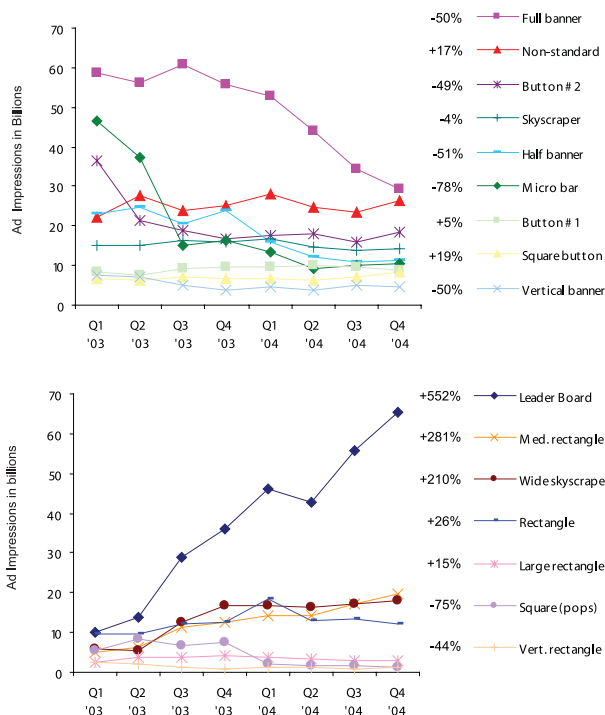 -50% Full banner
+17% Non-standard
-49% Button # 2
-4% Skyscraper
-51% Half banner
-78% Micro bar
+5% Button # 1
+19% Square button
-50% Vertical banner
Ad Impressions in Billions
70
60
50
40
30
20
10
0
Q1 Q2 Q3 Q4 Q1 Q2 Q3 Q4
'03 '03 '03 '03 '04 '04 '04 '04
+552% Leader Board
+281% Med. rectangle
+210% Wide skyscrape
+26% Rectangle
+15% Large rectangle
-75% Square (pops)
-44% Vert. rectangle
Ad Impressions in billions
70
60
50
40
30
20
10
0
Q1 Q2 Q3 Q4 Q1 Q2 Q3 Q4
'03 '03 '03 '03 '04 '04 '04 '04